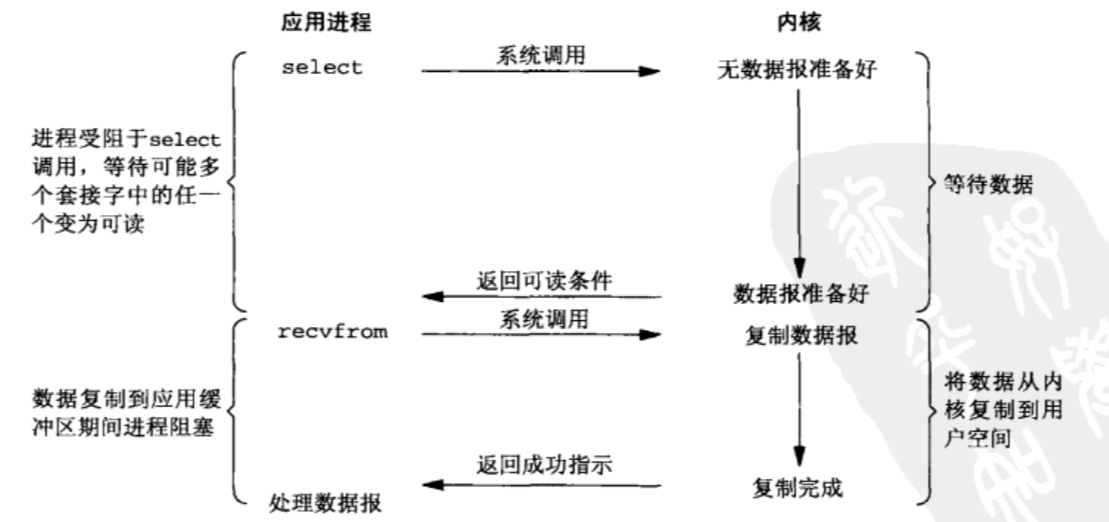 应用进程
内核
select
系统调用
无数据报准备好
进程受阻于select
调用，等待可能多
个套接字中的任一
个变为可读
等待数据
返回可读条件
数据报准备好
recvfrom
系统调用
复制数据报
数据复制到应用缓
冲区期间进程阻塞
将数据从内
核复制到用
户空间
返回成功指示
复制完成
处理数据报